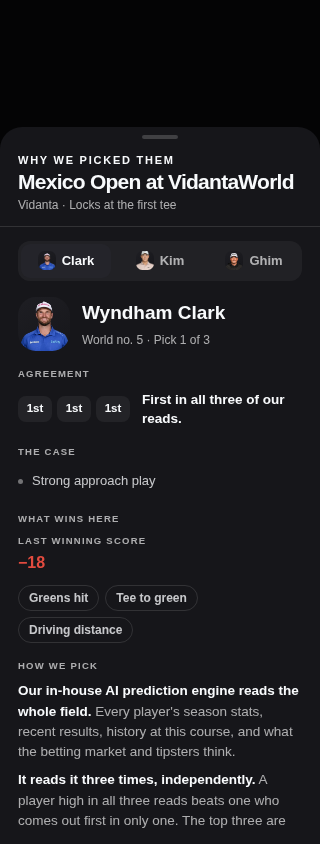 WHY WE PICKED THEM
Mexico Open at VidantaWorld
Vidanta · Locks at the first tee
Clark
Kim
Ghim
Wyndham Clark
World no. 5 · Pick 1 of 3
AGREEMENT
1st 1st 1st
First in all three of our
reads.
THE CASE
Strong approach play
WHAT WINS HERE
LAST WINNING SCORE
−18
Greens hit
Tee to green
Driving distance
HOW WE PICK
Our in-house AI prediction engine reads the
whole field. Every player's season stats,
recent results, history at this course, and what
the betting market and tipsters think.
It reads it three times, independently. A
player high in all three reads beats one who
comes out first in only one. The top three are